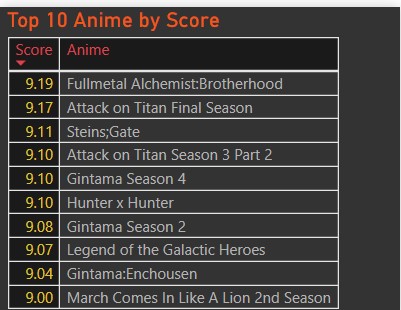 Top 10 Anime by Score
Score Anime
9.19 Fullmetal Alchemist:Brotherhood
9.17 Attack on Titan Final Season
9.11 Steins;Gate
9.10 Attack on Titan Season 3 Part 2
9.10 Gintama Season 4
9.10 Hunter x Hunter
9.08 Gintama Season 2
9.07 Legend of the Galactic Heroes
9.04 Gintama:Enchousen
9.00 March Comes In Like A Lion 2nd Season